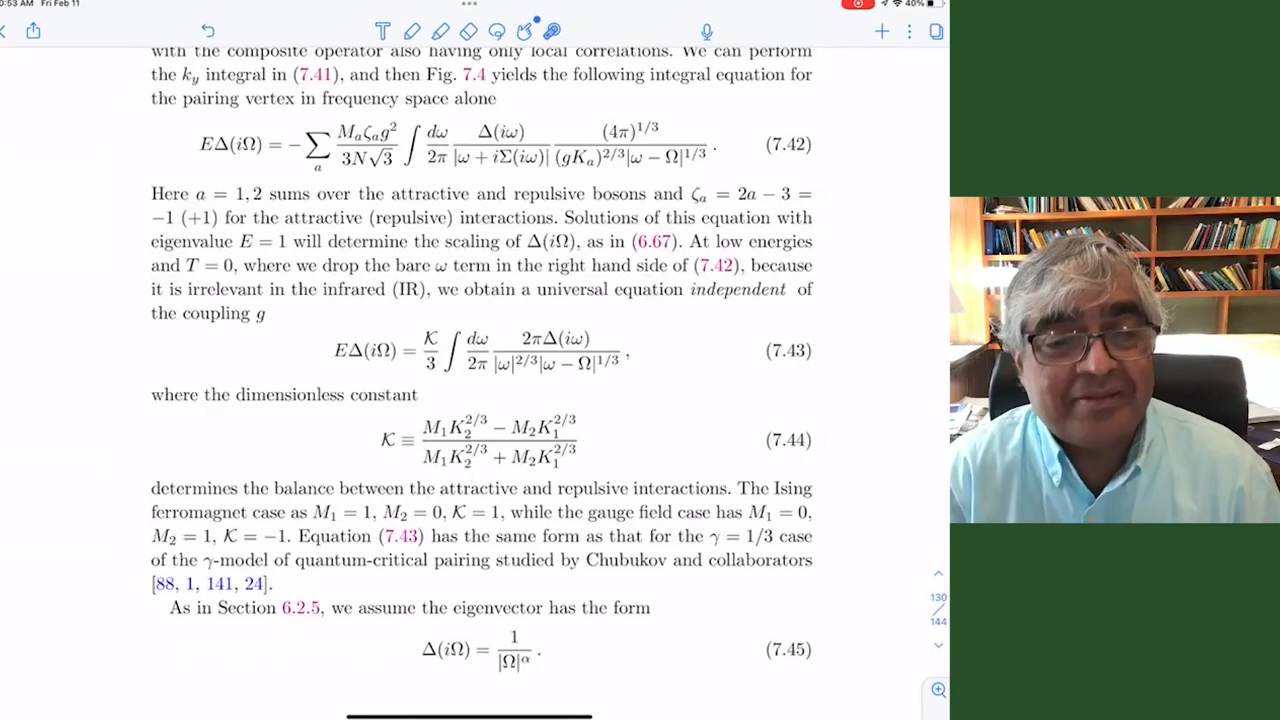 0:53 AM Fri Feb 11
40%
with the composite operator also having only local correlations. We can perform
the k_y integral in (7.41), and then Fig. 7.4 yields the following integral equation for
the pairing vertex in frequency space alone
EΔ(iΩ) = −∑_a (M_a ζ_a g²)/(3N√3) ∫ dω/2π Δ(iω)/|ω + iΣ(iω)| (4π)^{1/3}/((gK_a)^{2/3}|ω − Ω|^{1/3}) . (7.42)
Here a = 1, 2 sums over the attractive and repulsive bosons and ζ_a = 2a − 3 =
−1 (+1) for the attractive (repulsive) interactions. Solutions of this equation with
eigenvalue E = 1 will determine the scaling of Δ(iΩ), as in (6.67). At low energies
and T = 0, where we drop the bare ω term in the right hand side of (7.42), because
it is irrelevant in the infrared (IR), we obtain a universal equation independent of
the coupling g
EΔ(iΩ) = K/3 ∫ dω/2π 2πΔ(iω)/(|ω|^{2/3}|ω − Ω|^{1/3}) , (7.43)
where the dimensionless constant
K ≡ (M_1 K_2^{2/3} − M_2 K_1^{2/3})/(M_1 K_2^{2/3} + M_2 K_1^{2/3}) (7.44)
determines the balance between the attractive and repulsive interactions. The Ising
ferromagnet case as M_1 = 1, M_2 = 0, K = 1, while the gauge field case has M_1 = 0,
M_2 = 1, K = −1. Equation (7.43) has the same form as that for the γ = 1/3 case
of the γ-model of quantum-critical pairing studied by Chubukov and collaborators
[88, 1, 141, 24].
As in Section 6.2.5, we assume the eigenvector has the form
Δ(iΩ) = 1/|Ω|^α . (7.45)
130
/
144